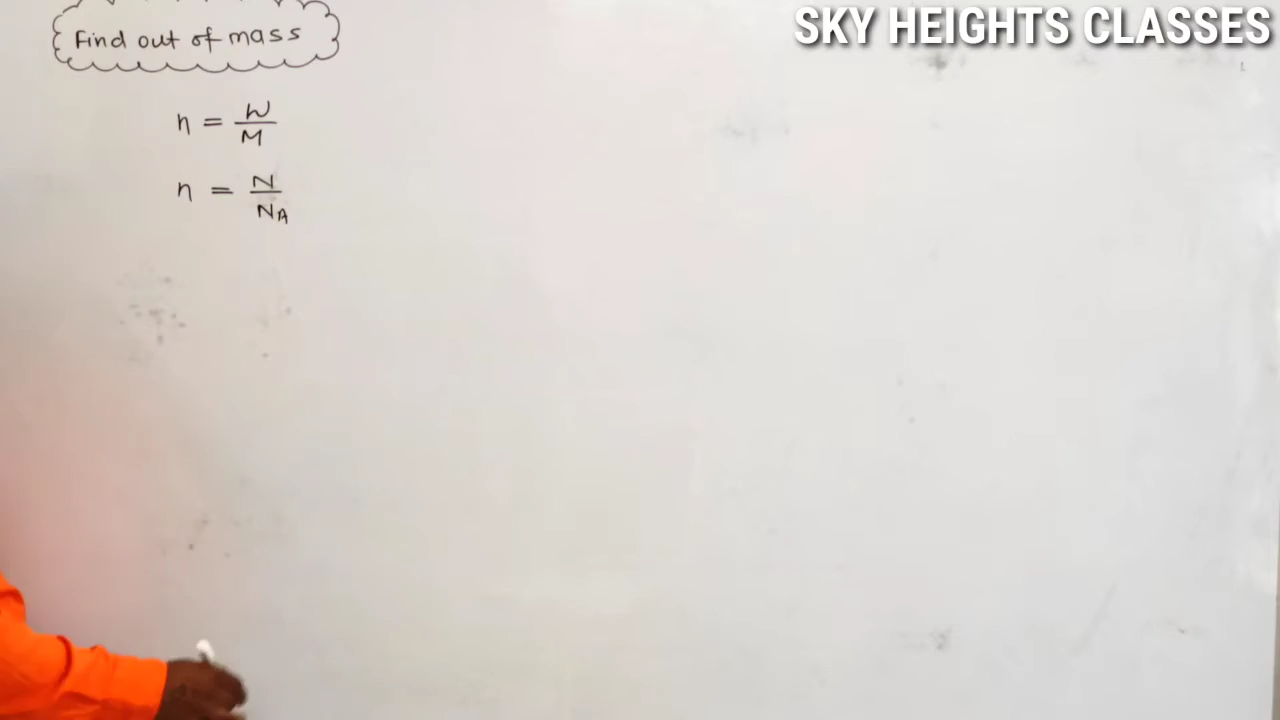 SKY HEIGHTS CLASSES
Find out of mass
n = W/M
n = N/N_A